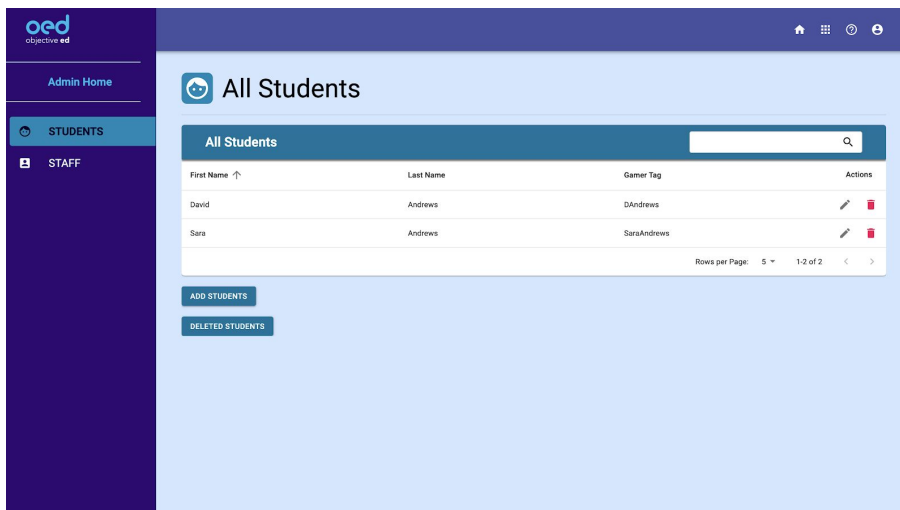 oed
objective ed
Admin Home
STUDENTS
STAFF
All Students
All Students
First Name Last Name Gamer Tag Actions
David Andrews DAndrews
Sara Andrews SaraAndrews
Rows per Page: 5 1-2 of 2
ADD STUDENTS
DELETED STUDENTS